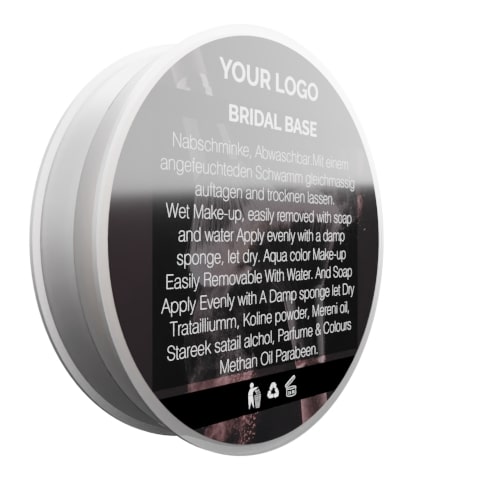 YOUR LOGO
BRIDAL BASE
Nabschminke, Abwaschbar.Mit einem
angefeuchteden Schwamm gleichmassig
auftagen and trocknen lassen.
Wet Make-up, easily removed with soap
and water Apply evenly with a damp
sponge, let dry. Aqua color Make-up
Easily Removable With Water. And Soap
Apply Evenly with A Damp sponge let Dry
Tratailliumm, Koline powder, Mereni oil,
Stareek satail alchol, Parfume & Colours
Methan Oil Parabeen.